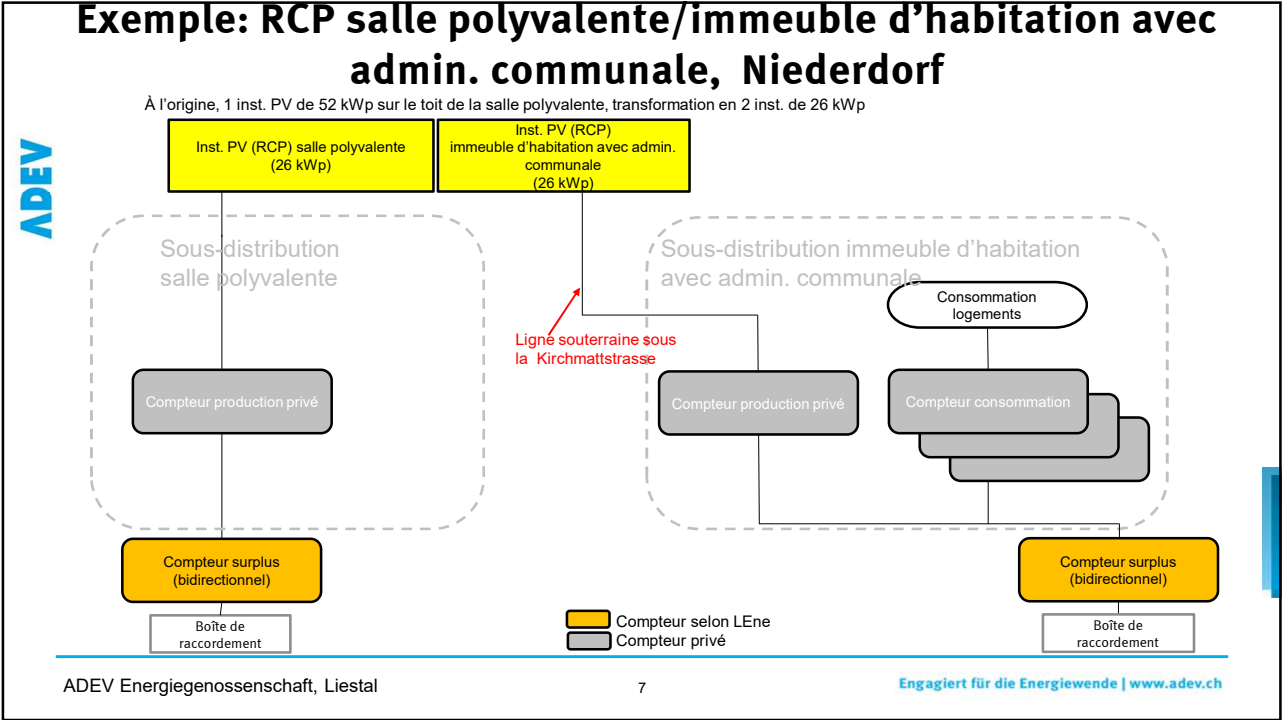 Exemple: RCP salle polyvalente/immeuble d'habitation avec
admin. communale, Niederdorf
À l'origine, 1 inst. PV de 52 kWp sur le toit de la salle polyvalente, transformation en 2 inst. de 26 kWp
ADEV
Inst. PV (RCP) salle polyvalente
(26 kWp)
Inst. PV (RCP)
immeuble d'habitation avec admin.
communale
(26 kWp)
Sous-distribution
salle polyvalente
Sous-distribution immeuble d'habitation
avec admin. communale
Consommation
logements
Ligne souterraine sous
la Kirchmattstrasse
Compteur production privé
Compteur production privé
Compteur consommation
Compteur surplus
(bidirectionnel)
Compteur surplus
(bidirectionnel)
Boîte de
raccordement
Compteur selon LEne
Compteur privé
Boîte de
raccordement
ADEV Energiegenossenschaft, Liestal
7
Engagiert für die Energiewende | www.adev.ch